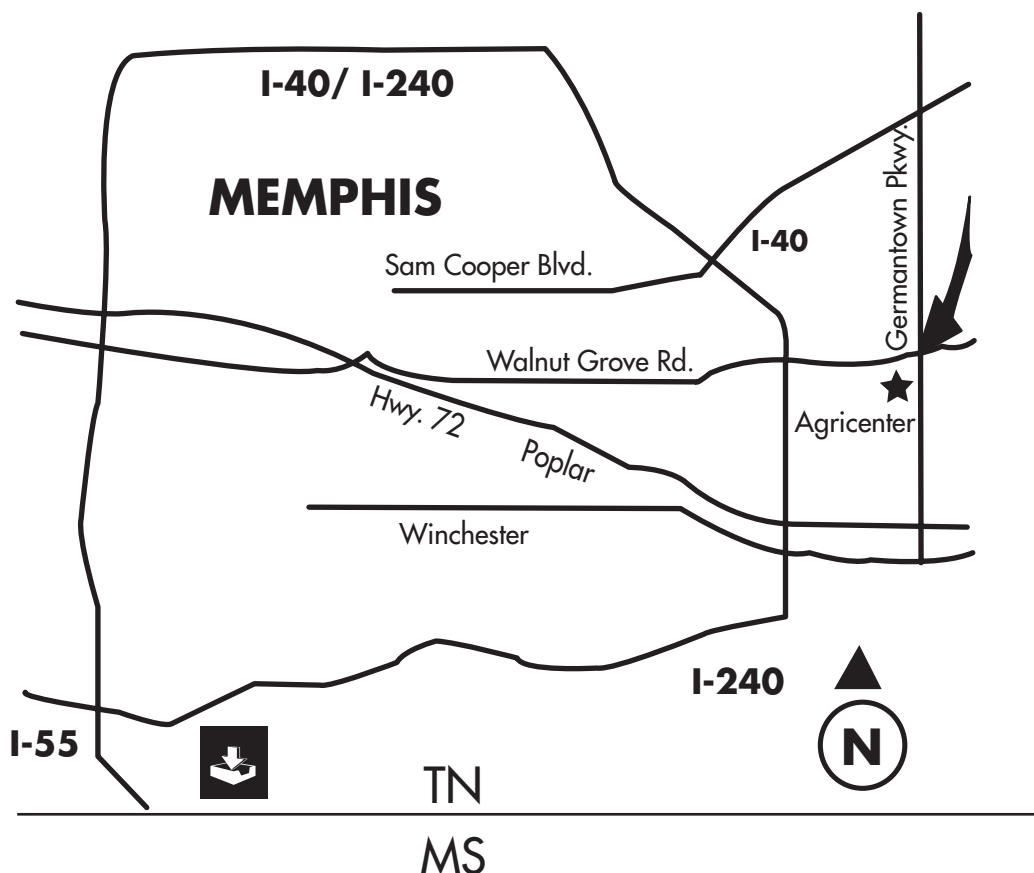 I-40/ I-240
MEMPHIS
I-40
Germantown Pkwy.
Sam Cooper Blvd.
Walnut Grove Rd.
Hwy. 72
Agricenter
Poplar
Winchester
I-240
I-55
N
TN
MS